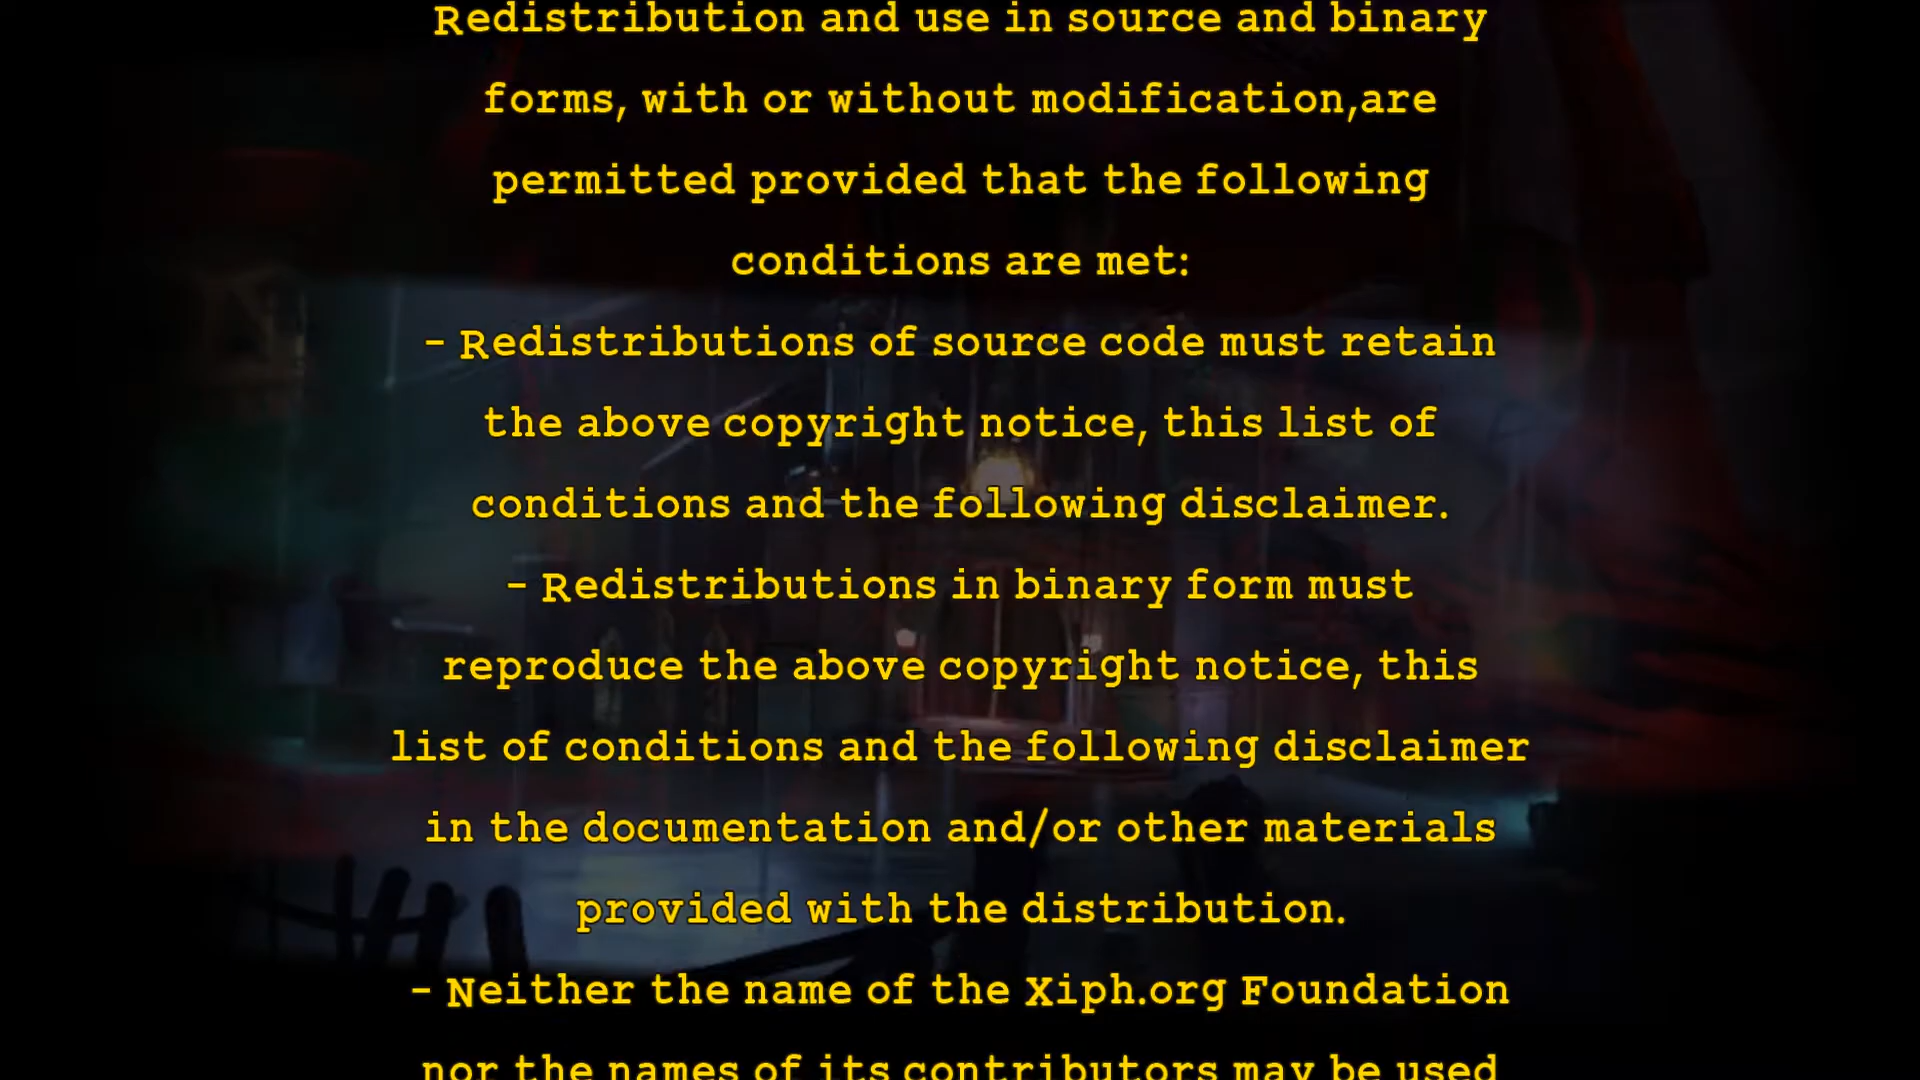 Redistribution and use in source and binary
forms, with or without modification,are
permitted provided that the following
conditions are met:
- Redistributions of source code must retain
the above copyright notice, this list of
conditions and the following disclaimer.
- Redistributions in binary form must
reproduce the above copyright notice, this
list of conditions and the following disclaimer
in the documentation and/or other materials
provided with the distribution.
- Neither the name of the Xiph.org Foundation
nor the names of its contributors may be used